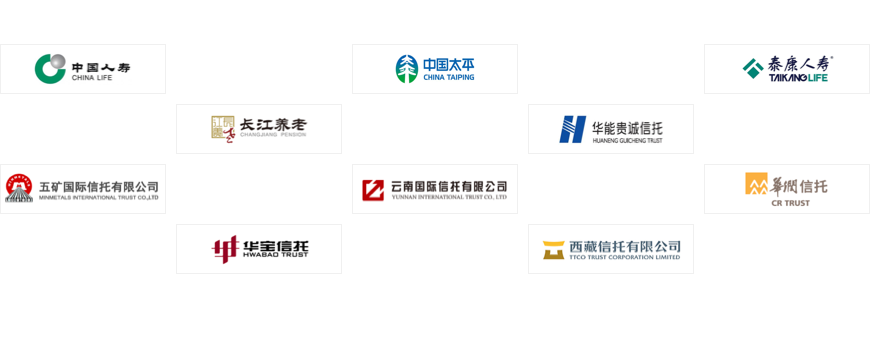 中国人寿
CHINA LIFE
中国太平
CHINA TAIPING
泰康人寿
TAIKANG LIFE
长江养老
CHANGJIANG PENSION
华能贵诚信托
HUANENG GUICHENG TRUST
五矿国际信托有限公司
MINMETALS INTERNATIONAL TRUST CO.,LTD
云南国际信托有限公司
YUNNAN INTERNATIONAL TRUST CO., LTD.
華潤信托
CR TRUST
华宝信托
HWABAO TRUST
西藏信托有限公司
TTCO TRUST CORPORATION LIMITED